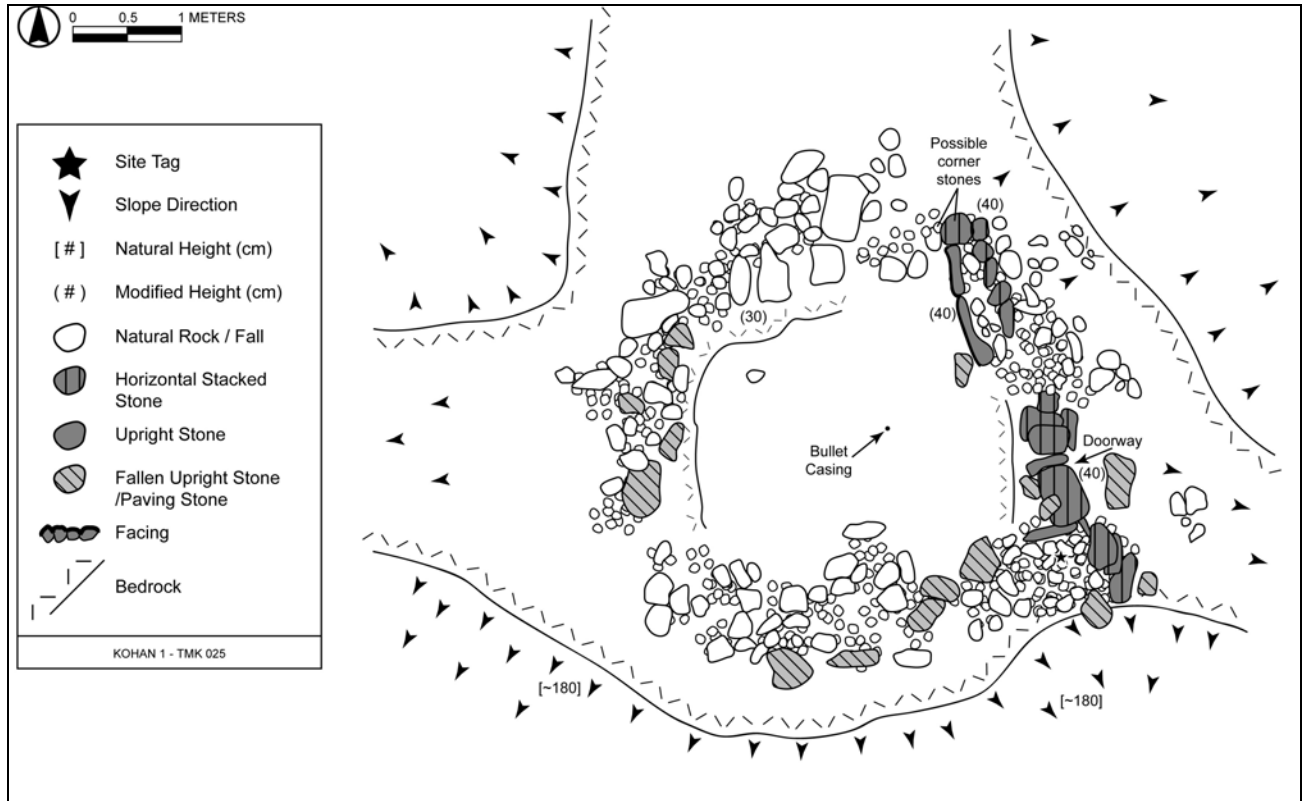 0 0.5 1 METERS
Site Tag
Slope Direction
[ # ] Natural Height (cm)
( # ) Modified Height (cm)
Natural Rock / Fall
Horizontal Stacked
Stone
Upright Stone
Fallen Upright Stone
/Paving Stone
Facing
Bedrock
KOHAN 1 - TMK 025
Possible
corner
stones
(40)
(30)
(40)
Bullet
Casing
Doorway
(40)
[~180]
[~180]